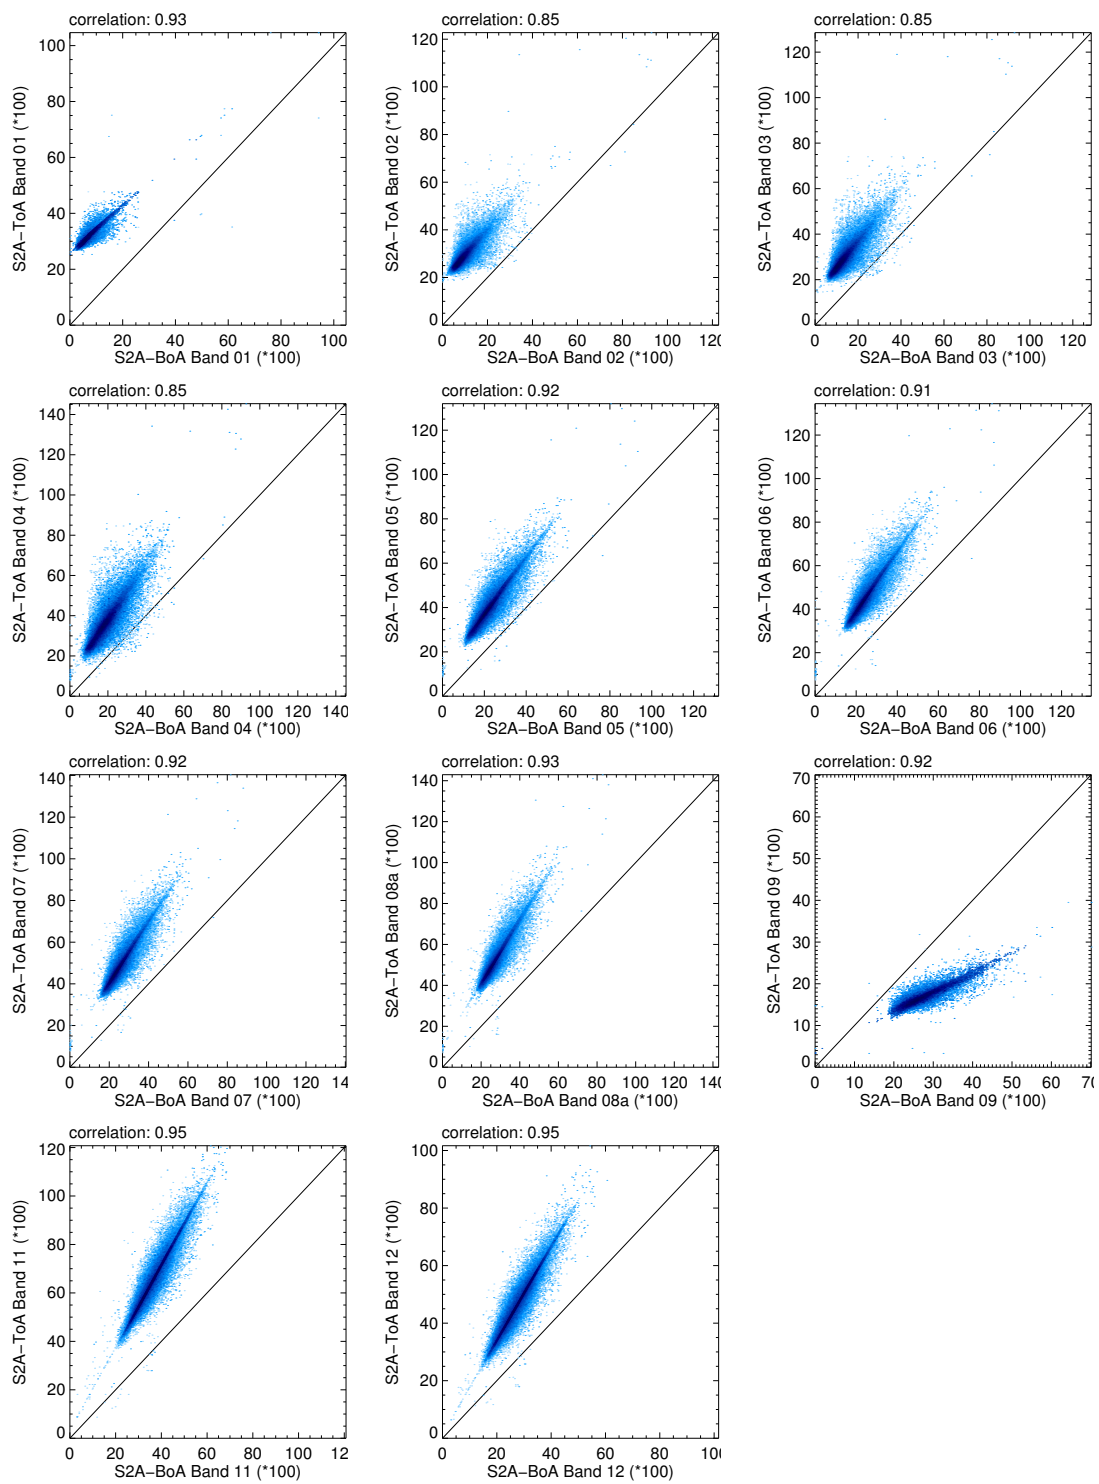 correlation: 0.93
correlation: 0.85
correlation: 0.85
S2A-ToA Band 01 (*100)
100
80
60
40
20
0
0 20 40 60 80 100
S2A-BoA Band 01 (*100)
S2A-ToA Band 02 (*100)
120
100
80
60
40
20
0
0 20 40 60 80 100 120
S2A-BoA Band 02 (*100)
S2A-ToA Band 03 (*100)
120
100
80
60
40
20
0
0 20 40 60 80 100 120
S2A-BoA Band 03 (*100)
correlation: 0.85
correlation: 0.92
correlation: 0.91
S2A-ToA Band 04 (*100)
140
120
100
80
60
40
20
0
0 20 40 60 80 100 120 140
S2A-BoA Band 04 (*100)
S2A-ToA Band 05 (*100)
120
100
80
60
40
20
0
0 20 40 60 80 100 120
S2A-BoA Band 05 (*100)
S2A-ToA Band 06 (*100)
120
100
80
60
40
20
0
0 20 40 60 80 100 120
S2A-BoA Band 06 (*100)
correlation: 0.92
correlation: 0.93
correlation: 0.92
S2A-ToA Band 07 (*100)
140
120
100
80
60
40
20
0
0 20 40 60 80 100 120 140
S2A-BoA Band 07 (*100)
S2A-ToA Band 08a (*100)
140
120
100
80
60
40
20
0
0 20 40 60 80 100 120 140
S2A-BoA Band 08a (*100)
S2A-ToA Band 09 (*100)
70
60
50
40
30
20
10
0
0 10 20 30 40 50 60 70
S2A-BoA Band 09 (*100)
correlation: 0.95
correlation: 0.95
S2A-ToA Band 11 (*100)
120
100
80
60
40
20
0
0 20 40 60 80 100 120
S2A-BoA Band 11 (*100)
S2A-ToA Band 12 (*100)
100
80
60
40
20
0
0 20 40 60 80 100
S2A-BoA Band 12 (*100)